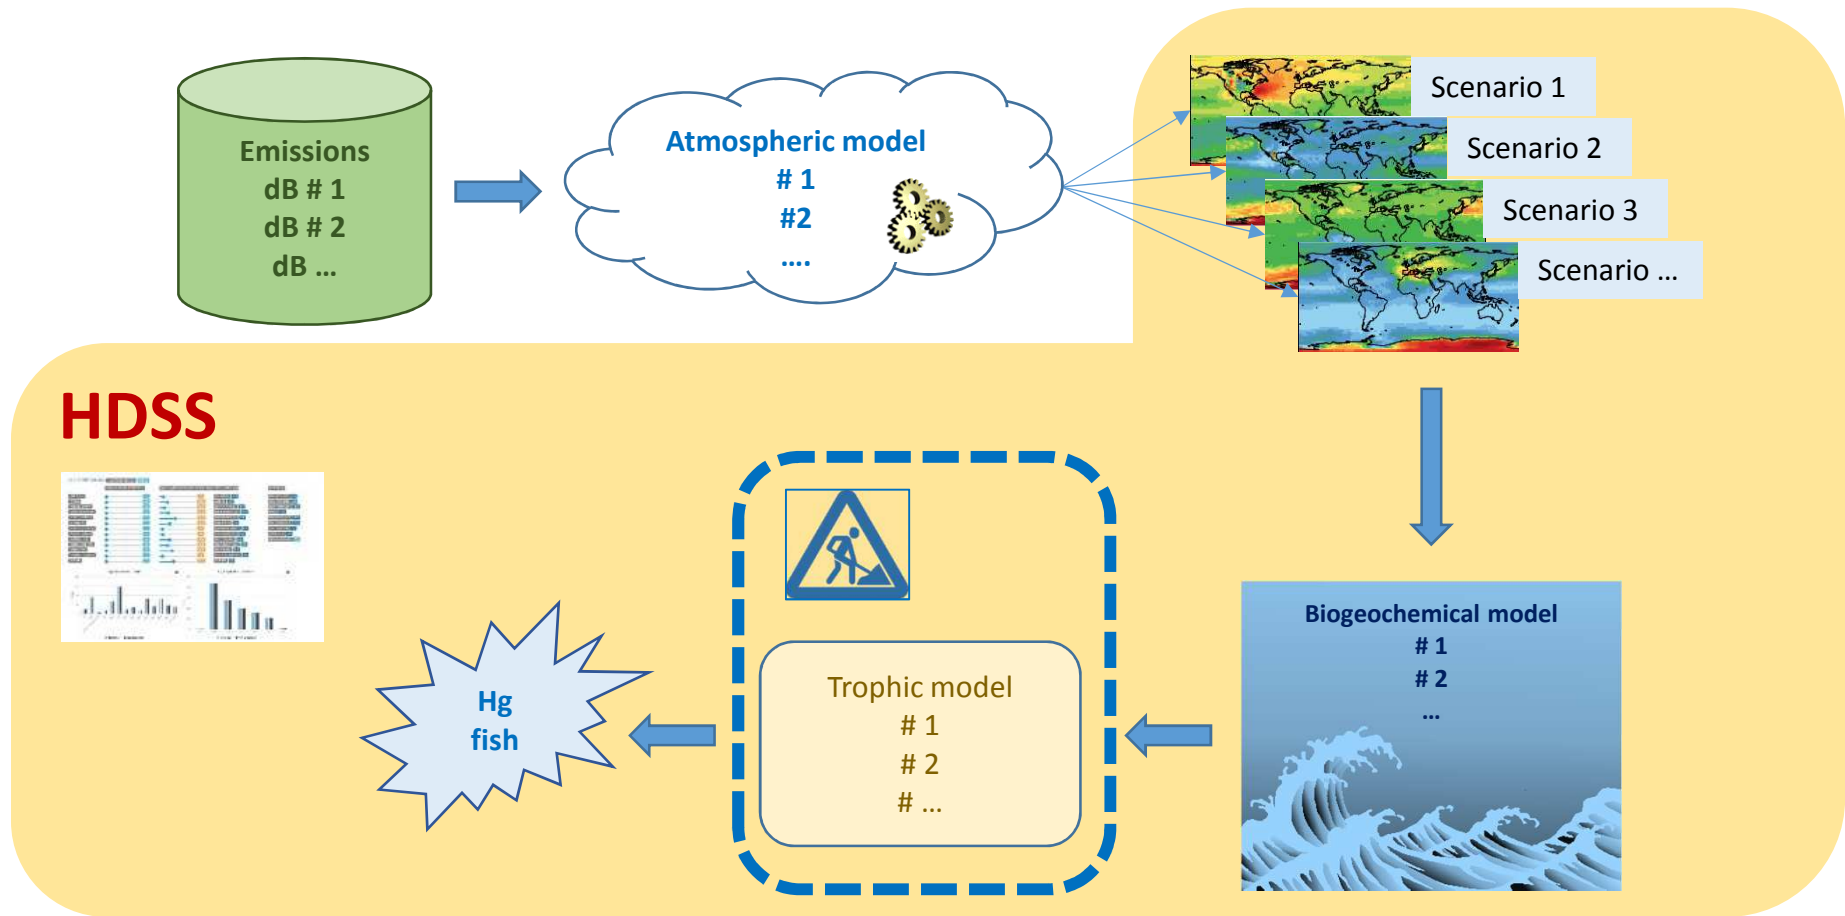 Emissions
dB # 1
dB # 2
dB ...
Atmospheric model
# 1
#2
....
Scenario 1
Scenario 2
Scenario 3
Scenario ...
HDSS
Biogeochemical model
# 1
# 2
...
Trophic model
# 1
# 2
# ...
Hg
fish